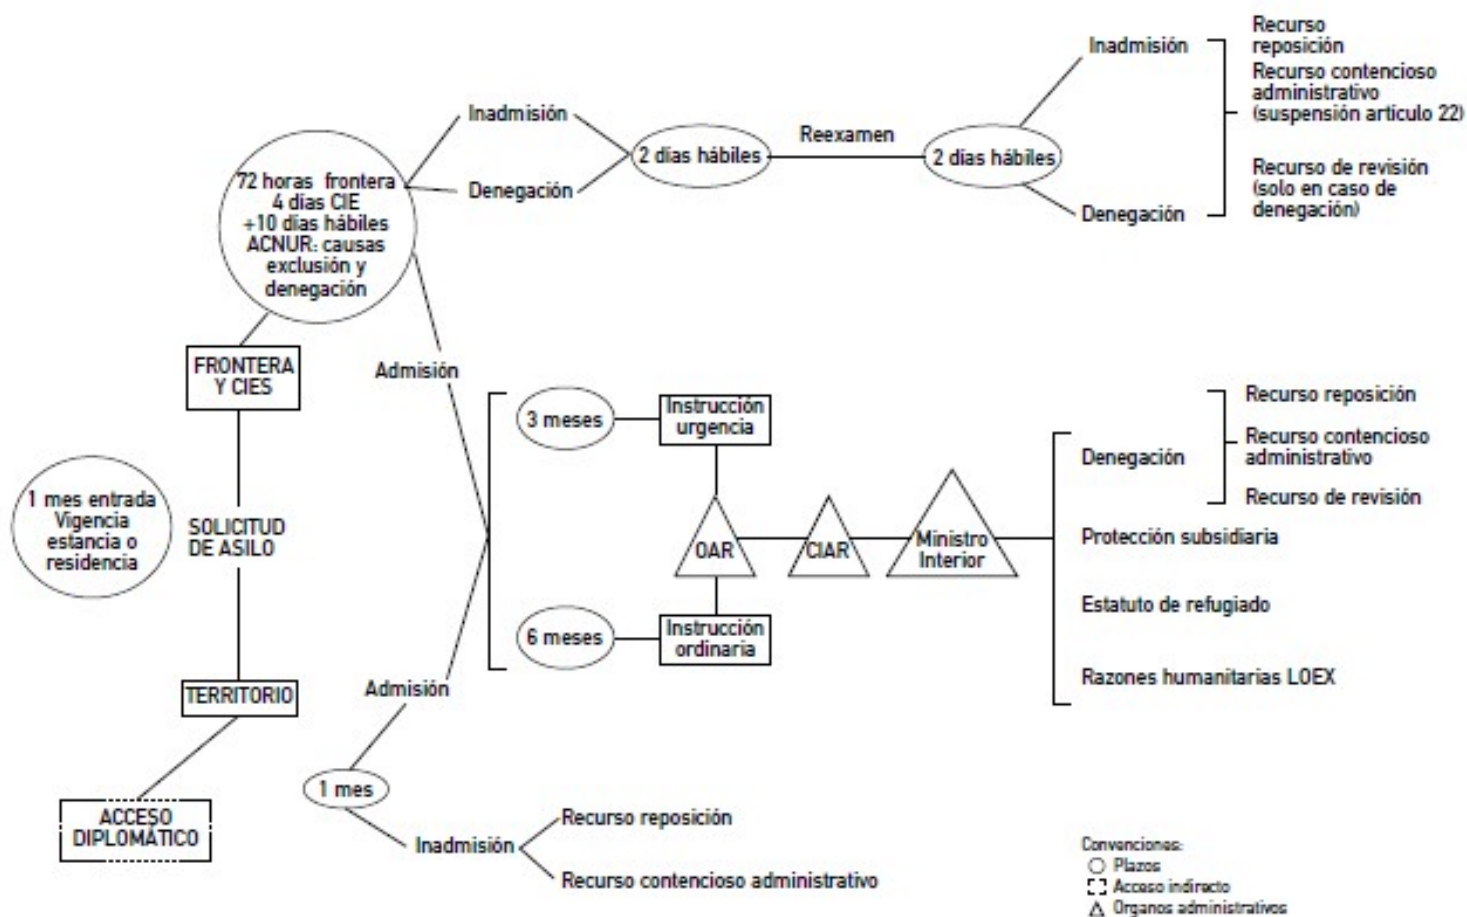 72 horas frontera
4 días CIE
+10 días hábiles
ACNUR: causas
exclusión y
denegación
Inadmisión
Denegación
2 días hábiles
Reexamen
2 días hábiles
Inadmisión
Denegación
Recurso
reposición
Recurso contencioso
administrativo
(suspensión artículo 22)
Recurso de revisión
(solo en caso de
denegación)
FRONTERA
Y CIES
Admisión
1 mes entrada
Vigencia
estancia o
residencia
SOLICITUD
DE ASILO
3 meses
Instrucción
urgencia
6 meses
Instrucción
ordinaria
OAR
CIAR
Ministro
Interior
Denegación
Recurso reposición
Recurso contencioso
administrativo
Recurso de revisión
Protección subsidiaria
Estatuto de refugiado
Razones humanitarias LOEX
TERRITORIO
ACCESO
DIPLOMÁTICO
Admisión
1 mes
Inadmisión
Recurso reposición
Recurso contencioso administrativo
Convenciones:
Plazos
Acceso indirecto
Organos administrativos